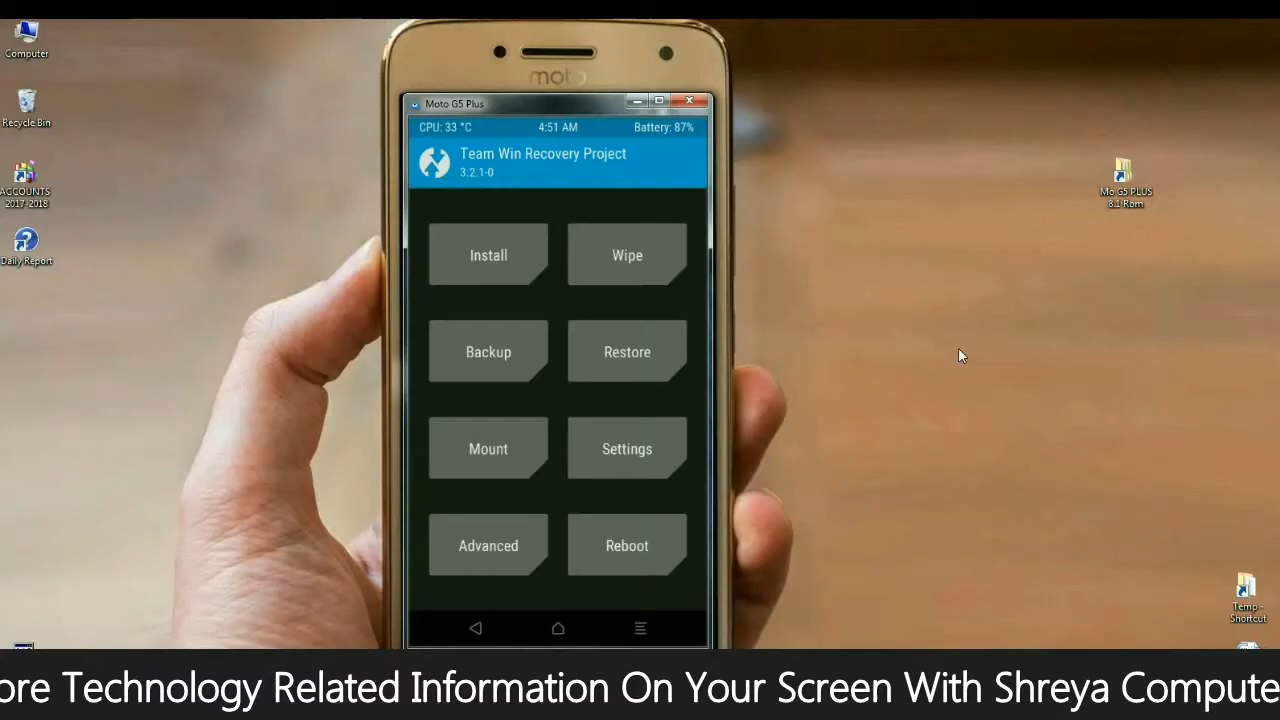 Computer
Recycle Bin
ACCOUNTS
2017-2018
Daily Report
moto
Moto G5 Plus
CPU: 33 °C 4:51 AM Battery: 87%
Team Win Recovery Project
3.2.1-0
Install Wipe
Backup Restore
Mount Settings
Advanced Reboot
Mo G5 PLUS
8.1 Rom
Temp -
Shortcut
ore Technology Related Information On Your Screen With Shreya Compute